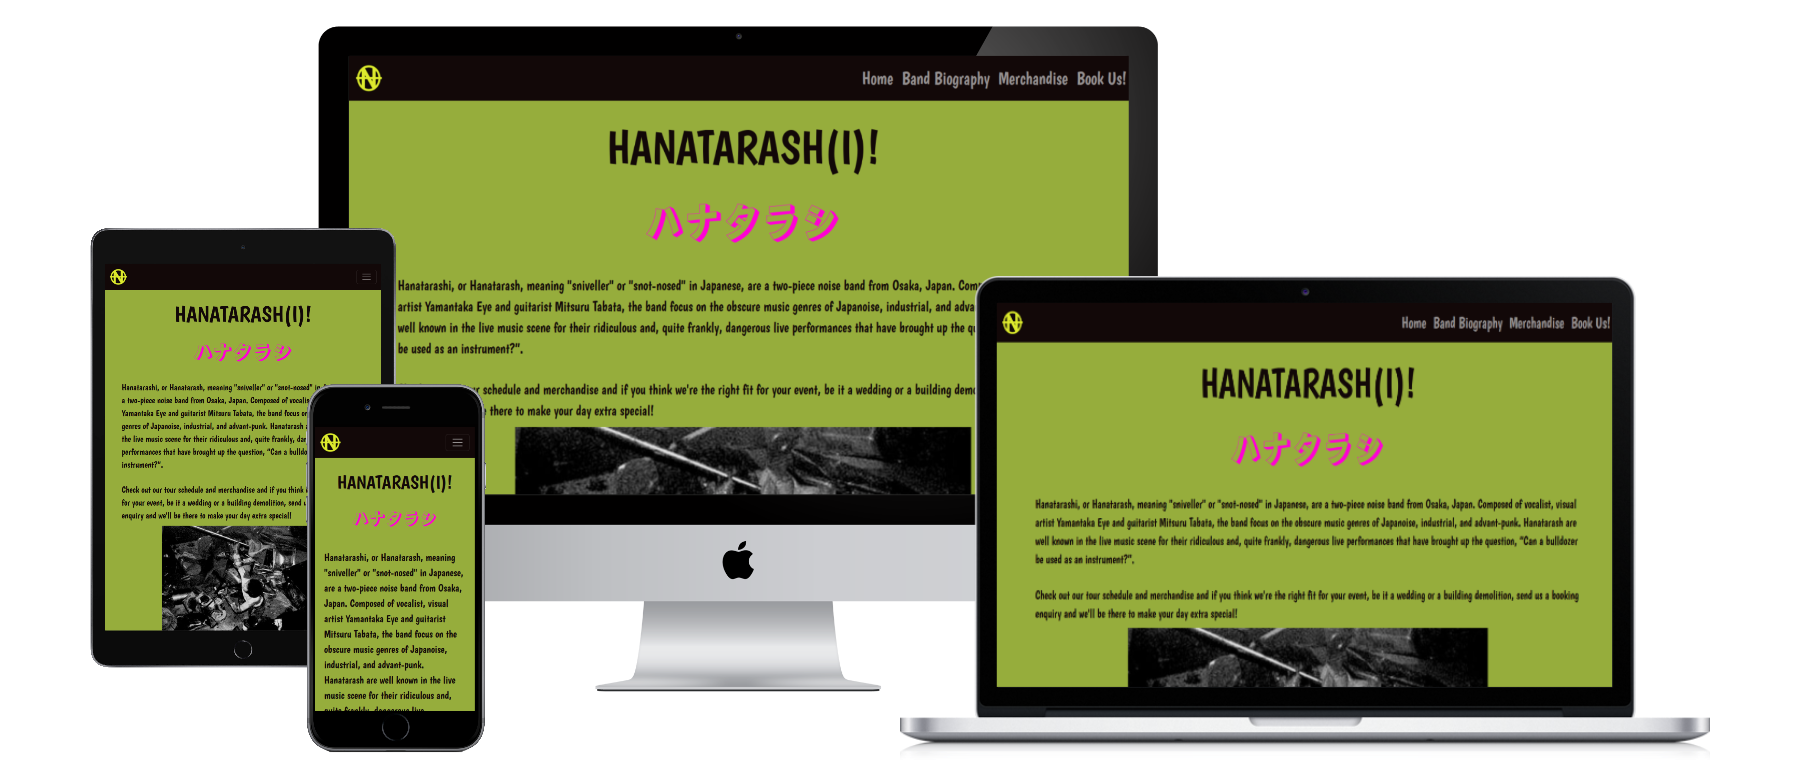 Home Band Biography Merchandise Book Us!
HANATARASH(I)!
ハナタラシ
Hanatarashi, or Hanatarash, meaning "sniveller" or "snot-nosed" in Japanese, are a two-piece noise band from Osaka, Japan. Com
artist Yamantaka Eye and guitarist Mitsuru Tabata, the band focus on the obscure music genres of Japanoise, industrial, and adva
well known in the live music scene for their ridiculous and, quite frankly, dangerous live performances that have brought up the qu
be used as an instrument?".
r schedule and merchandise and if you think we're the right fit for your event, be it a wedding or a building demo
there to make your day extra special!
HANATARASH(I)!
ハナタラシ
Hanatarashi, or Hanatarash, meaning "sniveller" or "snot-nosed" in
a two-piece noise band from Osaka, Japan. Composed of vocali
Yamantaka Eye and guitarist Mitsuru Tabata, the band focus o
genres of Japanoise, industrial, and advant-punk. Hanatarash
the live music scene for their ridiculous and, quite frankly, da
performances that have brought up the question, "Can a bulld
instrument?".
Check out our tour schedule and merchandise and if you think
for your event, be it a wedding or a building demolition, send u
enquiry and we'll be there to make your day extra special!
HANATARASH(I)!
ハナタラシ
Hanatarashi, or Hanatarash, meaning
"sniveller" or "snot-nosed" in Japanese,
are a two-piece noise band from Osaka,
Japan. Composed of vocalist, visual
artist Yamantaka Eye and guitarist
Mitsuru Tabata, the band focus on the
obscure music genres of Japanoise,
industrial, and advant-punk.
Hanatarash are well known in the live
music scene for their ridiculous and,
quite frankly, dangerous live
Home Band Biography Merchandise Book Us!
HANATARASH(I)!
ハナタラシ
Hanatarashi, or Hanatarash, meaning "sniveller" or "snot-nosed" in Japanese, are a two-piece noise band from Osaka, Japan. Composed of vocalist, visual
artist Yamantaka Eye and guitarist Mitsuru Tabata, the band focus on the obscure music genres of Japanoise, industrial, and advant-punk. Hanatarash are
well known in the live music scene for their ridiculous and, quite frankly, dangerous live performances that have brought up the question, "Can a bulldozer
be used as an instrument?".
Check out our tour schedule and merchandise and if you think we're the right fit for your event, be it a wedding or a building demolition, send us a booking
enquiry and we'll be there to make your day extra special!